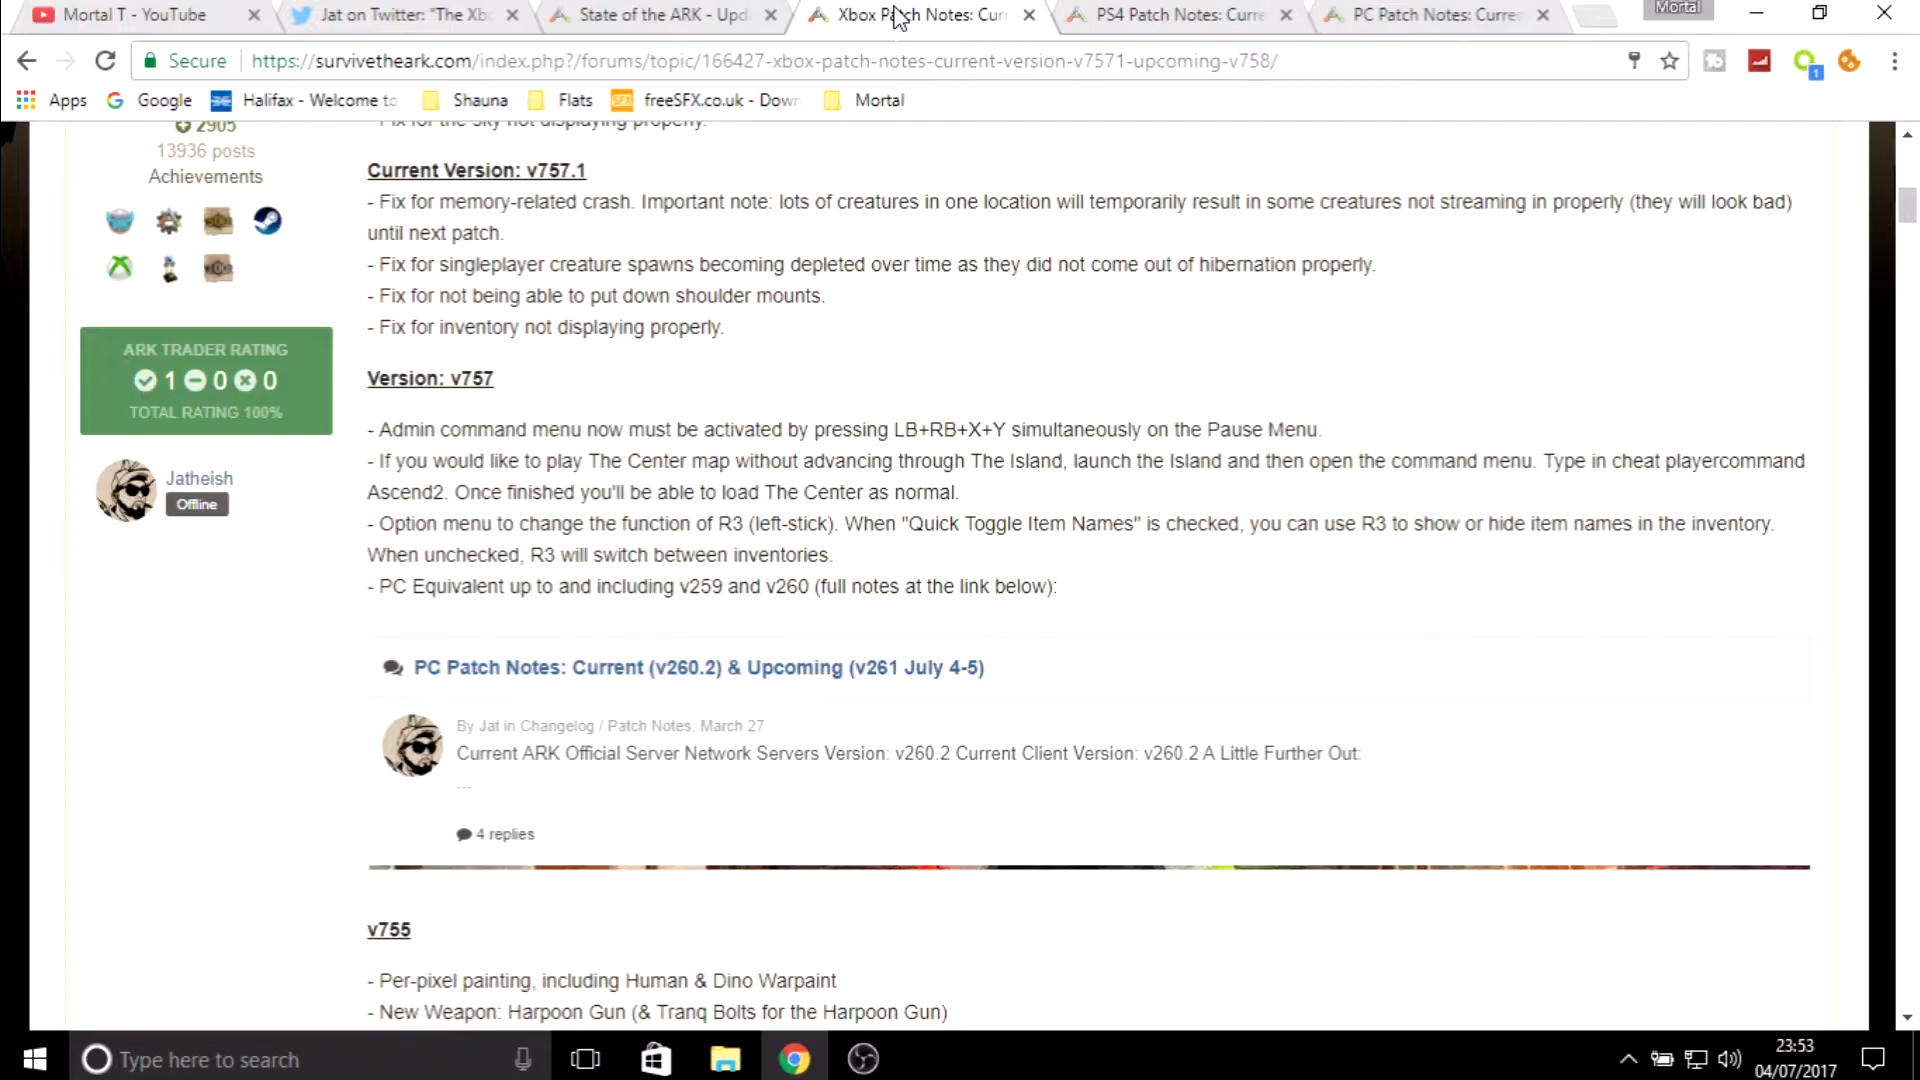 Mortal T - YouTube
Jat on Twitter: "The Xbo
State of the ARK - Upd
Xbox Patch Notes: Curr
PS4 Patch Notes: Curre
PC Patch Notes: Curren
Mortal
Secure
https://survivetheark.com/index.php?/forums/topic/166427-xbox-patch-notes-current-version-v7571-upcoming-v758/
1
Apps
Google
Halifax - Welcome to
Shauna
Flats
freeSFX.co.uk - Down
Mortal
2905
- Fix for the sky not displaying properly.
13936 posts
Achievements
Current Version: v757.1
- Fix for memory-related crash. Important note: lots of creatures in one location will temporarily result in some creatures not streaming in properly (they will look bad)
until next patch.
- Fix for singleplayer creature spawns becoming depleted over time as they did not come out of hibernation properly.
- Fix for not being able to put down shoulder mounts.
- Fix for inventory not displaying properly.
ARK TRADER RATING
1 0 0
TOTAL RATING 100%
Jatheish
Offline
Version: v757
- Admin command menu now must be activated by pressing LB+RB+X+Y simultaneously on the Pause Menu.
- If you would like to play The Center map without advancing through The Island, launch the Island and then open the command menu. Type in cheat playercommand
Ascend2. Once finished you'll be able to load The Center as normal.
- Option menu to change the function of R3 (left-stick). When "Quick Toggle Item Names" is checked, you can use R3 to show or hide item names in the inventory.
When unchecked, R3 will switch between inventories.
- PC Equivalent up to and including v259 and v260 (full notes at the link below):
PC Patch Notes: Current (v260.2) & Upcoming (v261 July 4-5)
By Jat in Changelog / Patch Notes, March 27
Current ARK Official Server Network Servers Version: v260.2 Current Client Version: v260.2 A Little Further Out:
...
4 replies
v755
- Per-pixel painting, including Human & Dino Warpaint
- New Weapon: Harpoon Gun (& Tranq Bolts for the Harpoon Gun)
Type here to search
23:53
04/07/2017